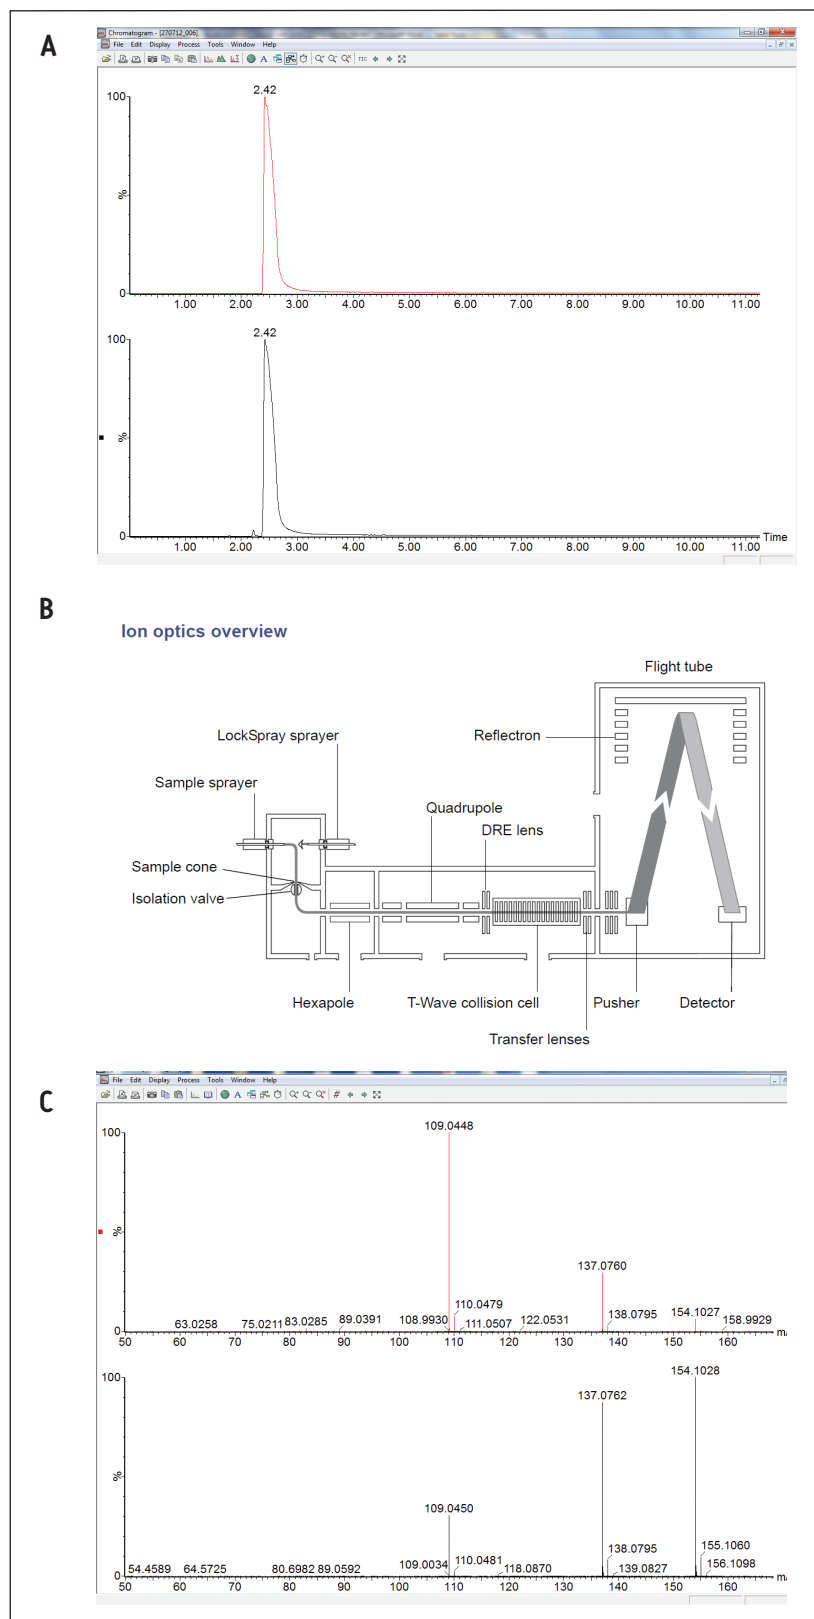 A
Chromatogram - [270712_006]
File Edit Display Process Tools Window Help
TIC
2.42
100
%
0
1.00 2.00 3.00 4.00 5.00 6.00 7.00 8.00 9.00 10.00 11.00
2.42
100
%
0
Time
1.00 2.00 3.00 4.00 5.00 6.00 7.00 8.00 9.00 10.00 11.00
B
Ion optics overview
Flight tube
LockSpray sprayer
Reflectron
Sample sprayer
Quadrupole
DRE lens
Sample cone
Isolation valve
Hexapole
T-Wave collision cell
Pusher
Detector
Transfer lenses
C
File Edit Display Process Tools Window Help
A #
109.0448
100
%
137.0760
110.0479
63.0258 75.0211 83.0285 89.0391 108.9930 111.0507 122.0531 138.0795 154.1027 158.9929
0
50 60 70 80 90 100 110 120 130 140 150 160
154.1028
100
137.0762
%
109.0450
138.0795 155.1060
54.4589 64.5725 80.6982 89.0592 109.0034 110.0481 118.0870 139.0827 156.1098
0
50 60 70 80 90 100 110 120 130 140 150 160